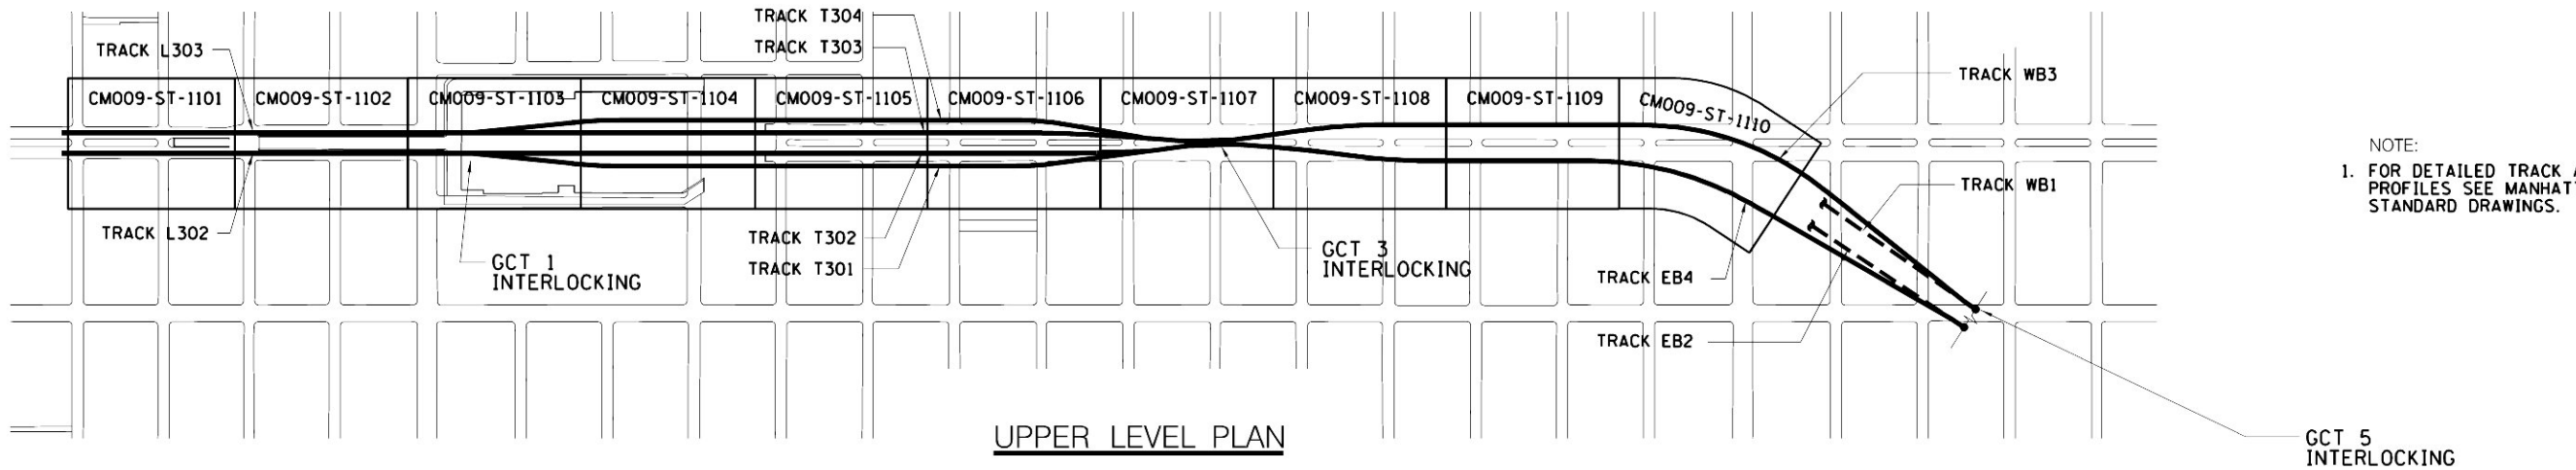 TRACK T304
TRACK L303
TRACK T303
TRACK WB3
CM009-ST-1101
CM009-ST-1102
CM009-ST-1103
CM009-ST-1104
CM009-ST-1105
CM009-ST-1106
CM009-ST-1107
CM009-ST-1108
CM009-ST-1109
CM009-ST-1110
NOTE:
1. FOR DETAILED TRACK A
PROFILES SEE MANHAT
STANDARD DRAWINGS.
TRACK WB1
TRACK L302
TRACK T302
TRACK T301
GCT 1
INTERLOCKING
GCT 3
INTERLOCKING
TRACK EB4
TRACK EB2
UPPER LEVEL PLAN
GCT 5
INTERLOCKING